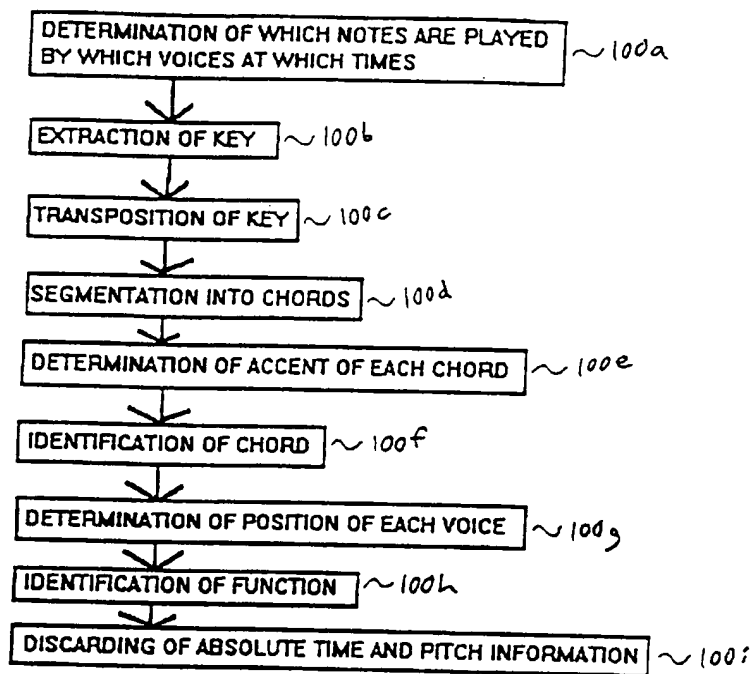 DETERMINATION OF WHICH NOTES ARE PLAYED
BY WHICH VOICES AT WHICH TIMES ~100a
EXTRACTION OF KEY ~100b
TRANSPOSITION OF KEY ~100c
SEGMENTATION INTO CHORDS ~100d
DETERMINATION OF ACCENT OF EACH CHORD ~100e
IDENTIFICATION OF CHORD ~100f
DETERMINATION OF POSITION OF EACH VOICE ~100g
IDENTIFICATION OF FUNCTION ~100h
DISCARDING OF ABSOLUTE TIME AND PITCH INFORMATION ~100i